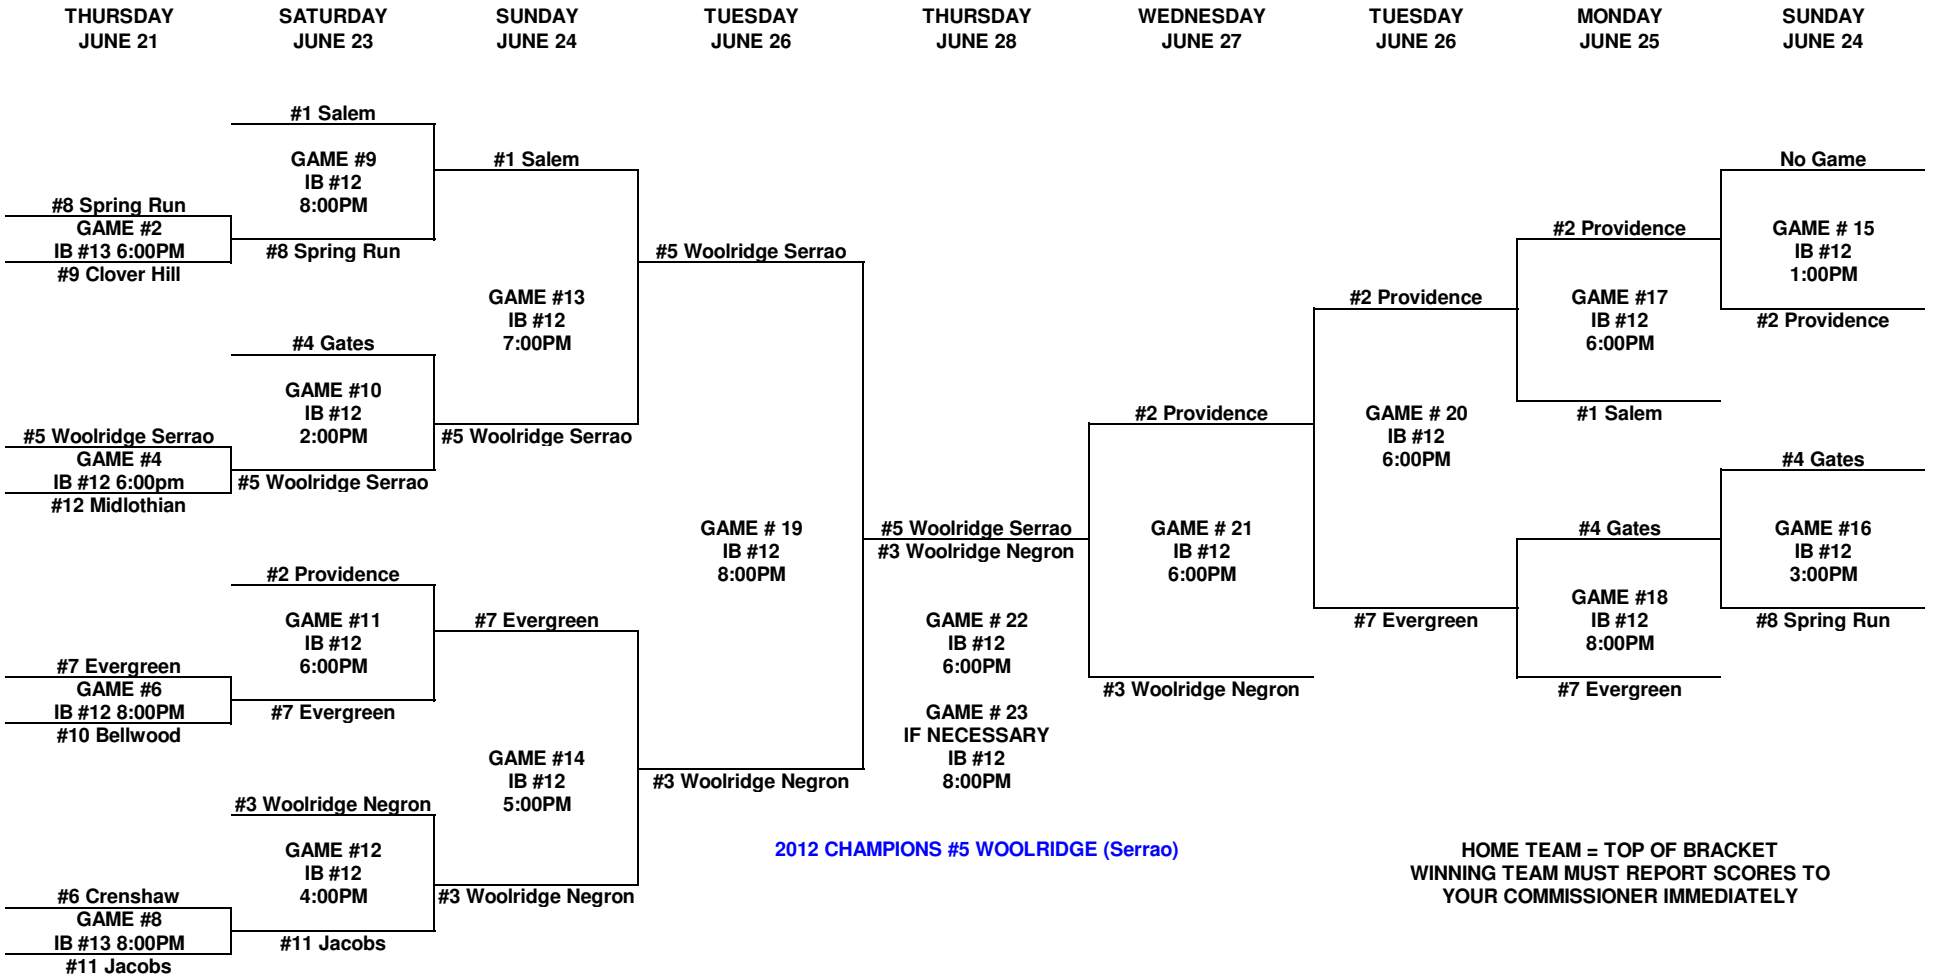 THURSDAY
JUNE 21
SATURDAY
JUNE 23
SUNDAY
JUNE 24
TUESDAY
JUNE 26
THURSDAY
JUNE 28
WEDNESDAY
JUNE 27
TUESDAY
JUNE 26
MONDAY
JUNE 25
SUNDAY
JUNE 24
#8 Spring Run
GAME #2
IB #13 6:00PM
#9 Clover Hill
#5 Woolridge Serrao
GAME #4
IB #12 6:00pm
#12 Midlothian
#7 Evergreen
GAME #6
IB #12 8:00PM
#10 Bellwood
#6 Crenshaw
GAME #8
IB #13 8:00PM
#11 Jacobs
#1 Salem
GAME #9
IB #12
8:00PM
#8 Spring Run
#4 Gates
GAME #10
IB #12
2:00PM
#5 Woolridge Serrao
#2 Providence
GAME #11
IB #12
6:00PM
#7 Evergreen
#3 Woolridge Negron
GAME #12
IB #12
4:00PM
#11 Jacobs
#1 Salem
GAME #13
IB #12
7:00PM
#5 Woolridge Serrao
#7 Evergreen
GAME #14
IB #12
5:00PM
#3 Woolridge Negron
#5 Woolridge Serrao
GAME # 19
IB #12
8:00PM
#3 Woolridge Negron
#5 Woolridge Serrao
#3 Woolridge Negron
GAME # 22
IB #12
6:00PM
GAME # 23
IF NECESSARY
IB #12
8:00PM
2012 CHAMPIONS #5 WOOLRIDGE (Serrao)
#2 Providence
GAME # 21
IB #12
6:00PM
#3 Woolridge Negron
#2 Providence
GAME # 20
IB #12
6:00PM
#7 Evergreen
#2 Providence
GAME #17
IB #12
6:00PM
#1 Salem
#4 Gates
GAME #18
IB #12
8:00PM
#7 Evergreen
No Game
GAME # 15
IB #12
1:00PM
#2 Providence
#4 Gates
GAME #16
IB #12
3:00PM
#8 Spring Run
HOME TEAM = TOP OF BRACKET
WINNING TEAM MUST REPORT SCORES TO
YOUR COMMISSIONER IMMEDIATELY